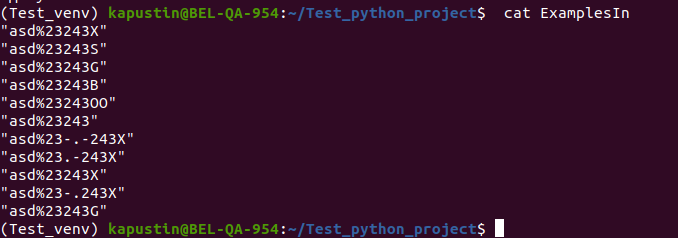 (Test_venv) kapustin@BEL-QA-954:~/Test_python_project$  cat ExamplesIn
"asd%23243X"
"asd%23243S"
"asd%23243G"
"asd%23243B"
"asd%23243OO"
"asd%23243"
"asd%23-.-243X"
"asd%23.-243X"
"asd%23243X"
"asd%23-.243X"
"asd%23243G"
(Test_venv) kapustin@BEL-QA-954:~/Test_python_project$